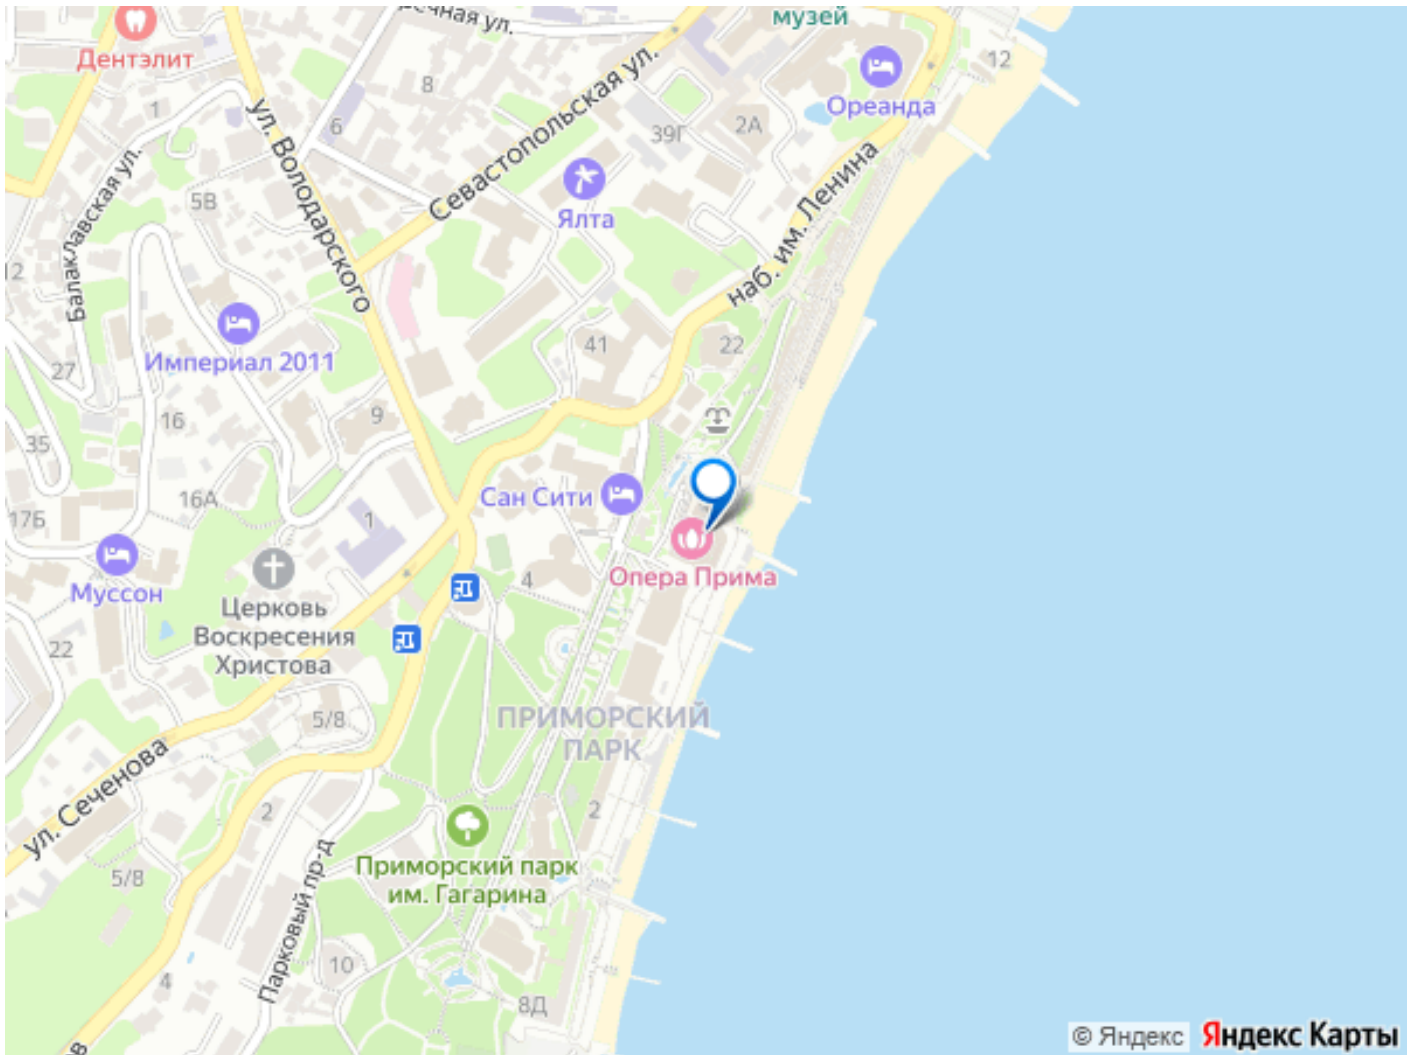 музей
Дентэлит
12
8
1
Ореанда
6
39Г
2А
ул. Володарского
Севастопольская ул.
Балаклавская ул.
5В
Ялта
наб. им. Ленина
12
Империал 2011
41
22
27
16
9
35
16А
Сан Сити
17Б
1
Муссон
4
Опера Прима
Церковь
Воскресения
Христова
22
5/8
ПРИМОРСКИЙ
ПАРК
ул. Сеченова
2
2
Приморский парк
им. Гагарина
5/8
Парковый пр-д
10
4
8Д
© Яндекс
Яндекс Карты